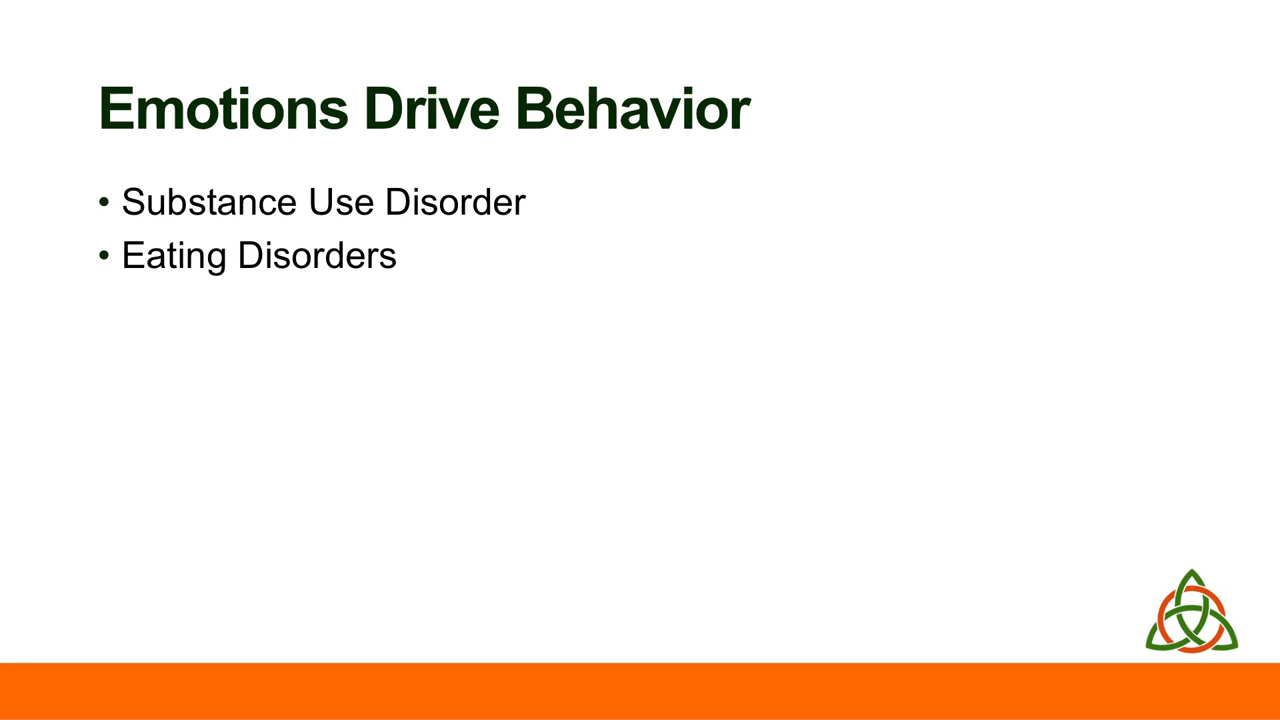 Emotions Drive Behavior
• Substance Use Disorder
• Eating Disorders